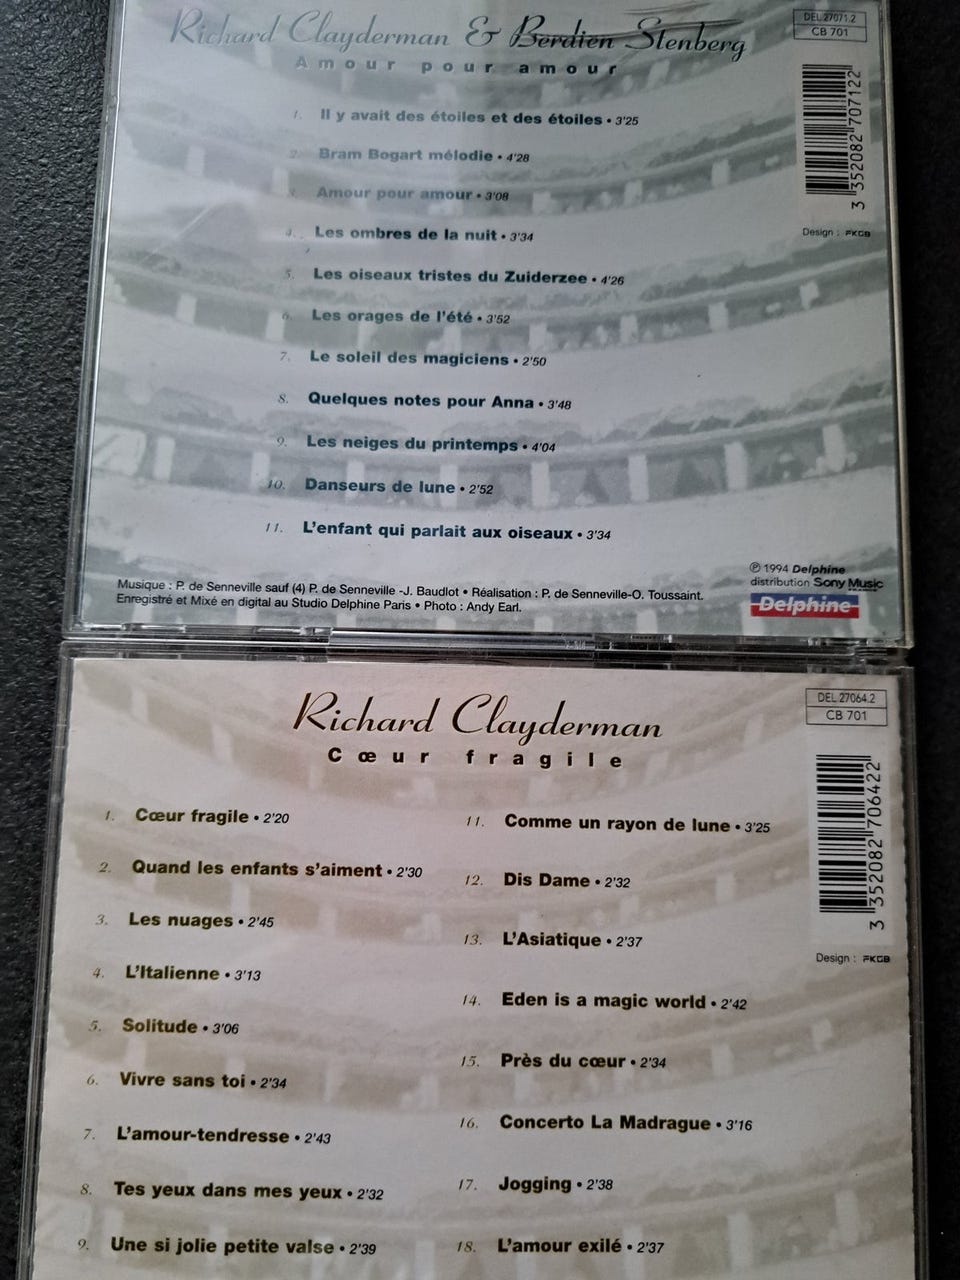 Richard Clayderman & Berdien Stenberg
Amour pour amour
DEL 27071.2
CB 701
3 352082 707122
Design : FKGB
1. Il y avait des étoiles et des étoiles • 3'25
2. Bram Bogart mélodie • 4'28
3. Amour pour amour • 3'08
4. Les ombres de la nuit • 3'34
5. Les oiseaux tristes du Zuiderzee • 4'26
6. Les orages de l'été • 3'52
7. Le soleil des magiciens • 2'50
8. Quelques notes pour Anna • 3'48
9. Les neiges du printemps • 4'04
10. Danseurs de lune • 2'52
11. L'enfant qui parlait aux oiseaux • 3'34
Musique : P. de Senneville sauf (4) P. de Senneville -J. Baudlot • Réalisation : P. de Senneville-O. Toussaint.
Enregistré et Mixé en digital au Studio Delphine Paris • Photo : Andy Earl.
℗ 1994 Delphine
distribution Sony Music
FRANCE
Delphine
Richard Clayderman
Cœur fragile
DEL 27064.2
CB 701
3 352082 706422
Design : FKGB
1. Cœur fragile • 2'20
2. Quand les enfants s'aiment • 2'30
3. Les nuages • 2'45
4. L'Italienne • 3'13
5. Solitude • 3'06
6. Vivre sans toi • 2'34
7. L'amour-tendresse • 2'43
8. Tes yeux dans mes yeux • 2'32
9. Une si jolie petite valse • 2'39
11. Comme un rayon de lune • 3'25
12. Dis Dame • 2'32
13. L'Asiatique • 2'37
14. Eden is a magic world • 2'42
15. Près du cœur • 2'34
16. Concerto La Madrague • 3'16
17. Jogging • 2'38
18. L'amour exilé • 2'37